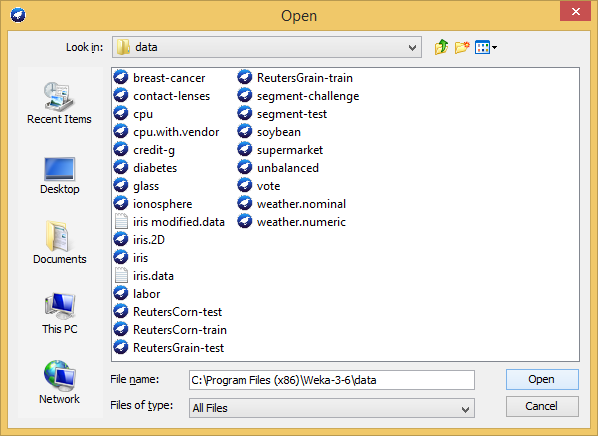 Open
Look in: data
Recent Items
Desktop
Documents
This PC
Network
breast-cancer
contact-lenses
cpu
cpu.with.vendor
credit-g
diabetes
glass
ionosphere
iris modified.data
iris.2D
iris
iris.data
labor
ReutersCorn-test
ReutersCorn-train
ReutersGrain-test
ReutersGrain-train
segment-challenge
segment-test
soybean
supermarket
unbalanced
vote
weather.nominal
weather.numeric
File name: C:\Program Files (x86)\Weka-3-6\data
Open
Files of type: All Files
Cancel